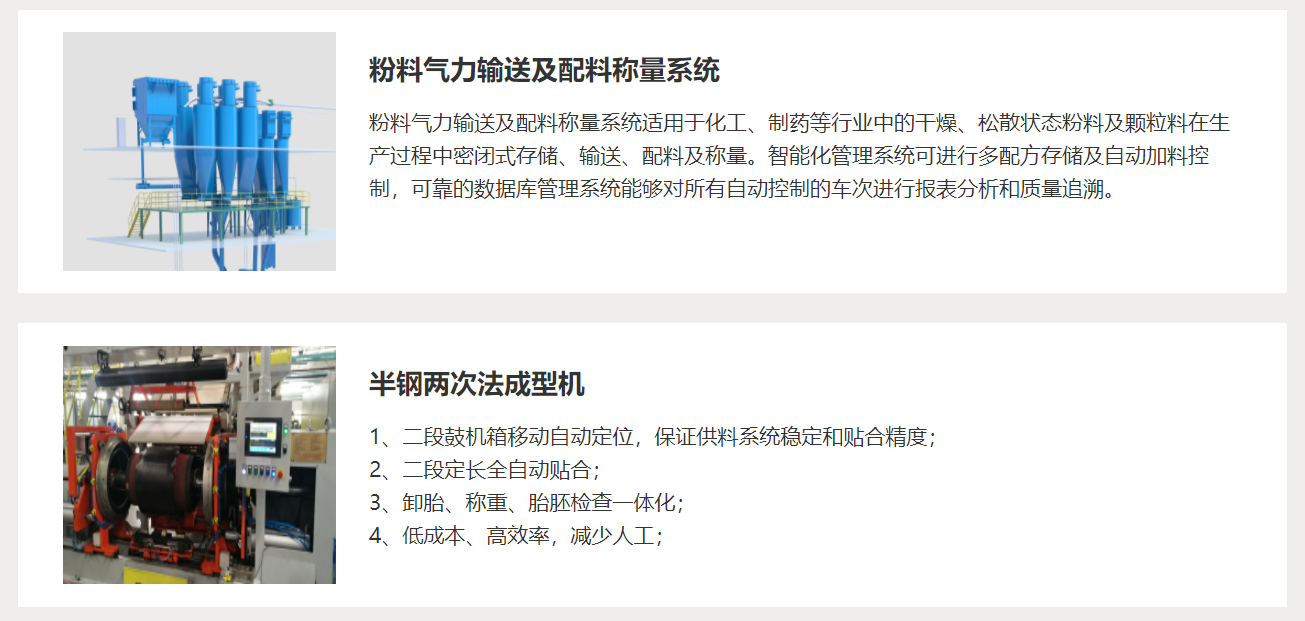 粉料气力输送及配料称量系统
粉料气力输送及配料称量系统适用于化工、制药等行业中的干燥、松散状态粉料及颗粒料在生
产过程中密闭式存储、输送、配料及称量。智能化管理系统可进行多配方存储及自动加料控
制，可靠的数据库管理系统能够对所有自动控制的车次进行报表分析和质量追溯。
半钢两次法成型机
1、二段鼓机箱移动自动定位，保证供料系统稳定和贴合精度；
2、二段定长全自动贴合；
3、卸胎、称重、胎胚检查一体化；
4、低成本、高效率，减少人工；